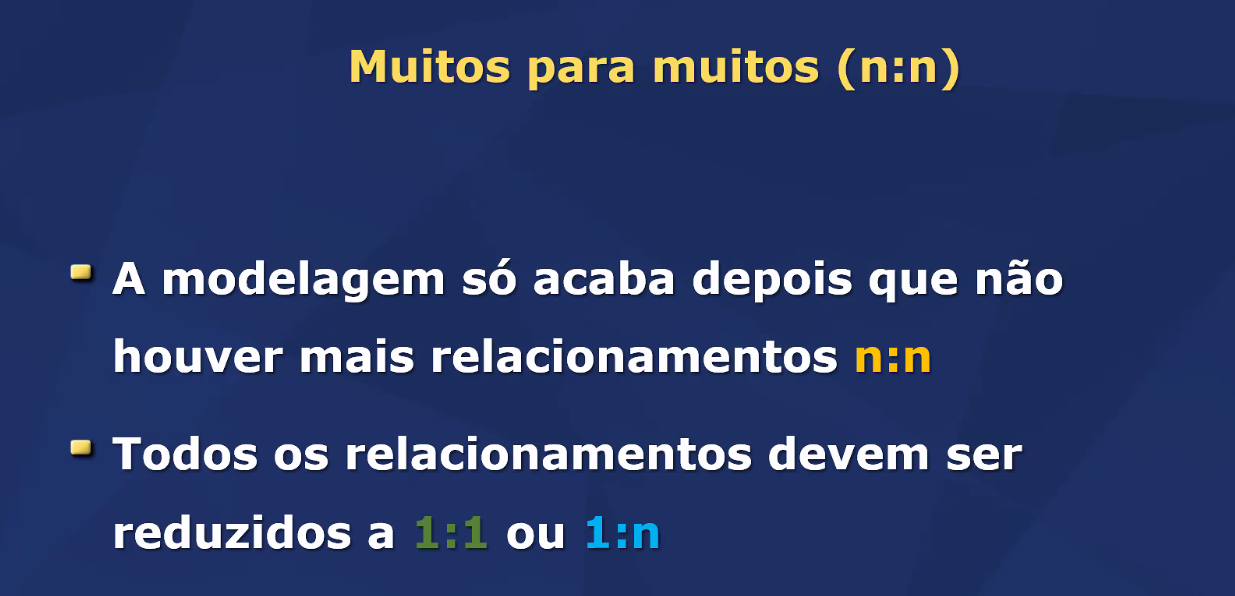 Muitos para muitos (n:n)
A modelagem só acaba depois que não
houver mais relacionamentos n:n
Todos os relacionamentos devem ser
reduzidos a 1:1 ou 1:n